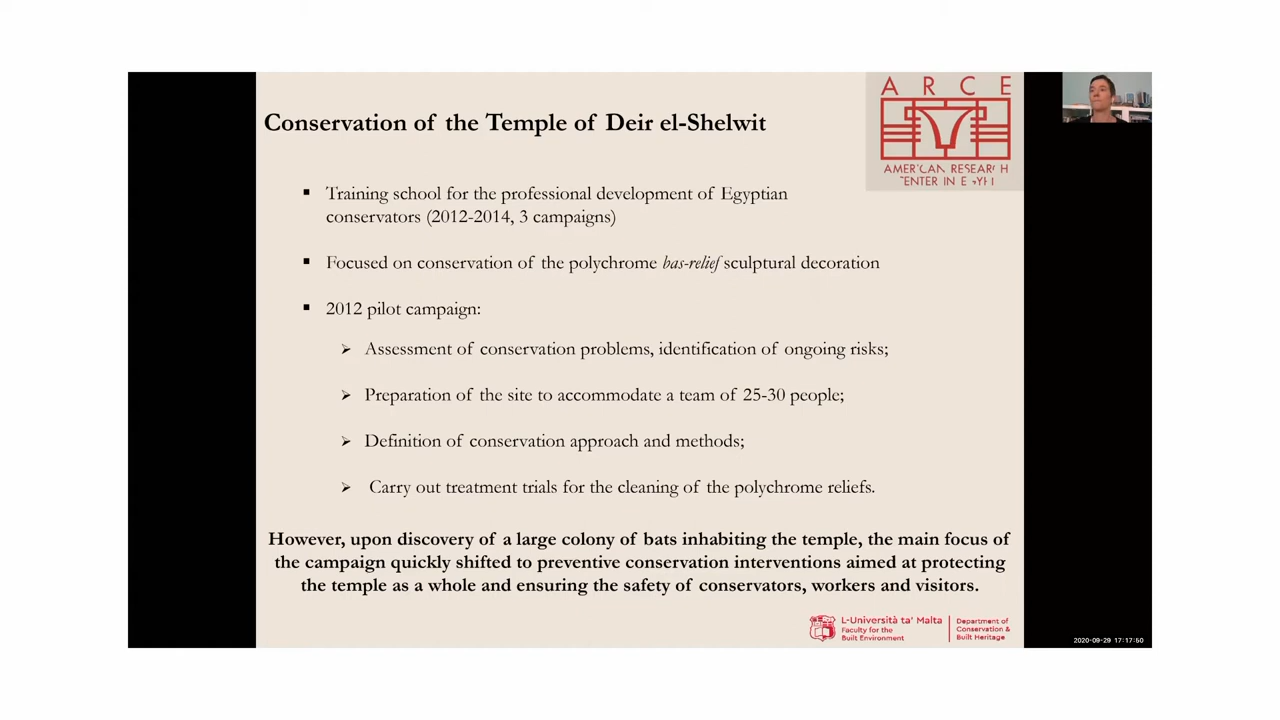 Conservation of the Temple of Deir el-Shelwit
A R C E
AMERICAN RESEARCH
CENTER IN EGYPT
▪ Training school for the professional development of Egyptian
conservators (2012-2014, 3 campaigns)
▪ Focused on conservation of the polychrome bas-relief sculptural decoration
▪ 2012 pilot campaign:
➢ Assessment of conservation problems, identification of ongoing risks;
➢ Preparation of the site to accommodate a team of 25-30 people;
➢ Definition of conservation approach and methods;
➢ Carry out treatment trials for the cleaning of the polychrome reliefs.
However, upon discovery of a large colony of bats inhabiting the temple, the main focus of
the campaign quickly shifted to preventive conservation interventions aimed at protecting
the temple as a whole and ensuring the safety of conservators, workers and visitors.
L-Università ta' Malta
Faculty for the
Built Environment
Department of
Conservation &
Built Heritage
2020-09-29 17:17:50